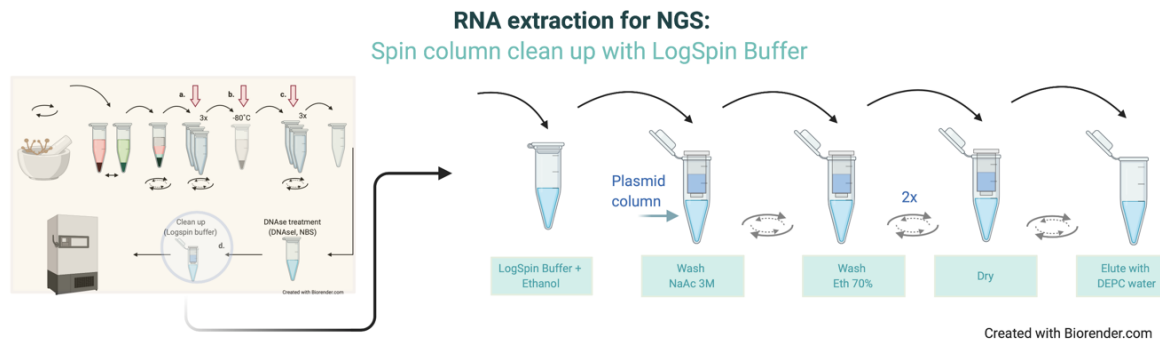 RNA extraction for NGS:
Spin column clean up with LogSpin Buffer
a.
b.
c.
3x
-80˚C
3x
Clean up
(Logspin buffer)
d.
DNAse treatment
(DNAseI, NBS)
Created with Biorender.com
Plasmid
column
2x
LogSpin Buffer +
Ethanol
Wash
NaAc 3M
Wash
Eth 70%
Dry
Elute with
DEPC water
Created with Biorender.com